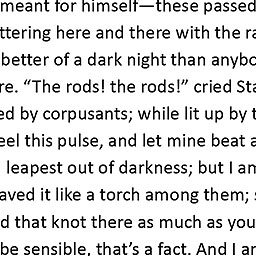 meant for himself—these passed
ttering here and there with the ra
better of a dark night than anybo
re. “The rods! the rods!” cried Sta
ed by corpusants; while lit up by t
eel this pulse, and let mine beat a
leapest out of darkness; but I am
aved it like a torch among them; s
d that knot there as much as you
be sensible, that’s a fact. And I ar